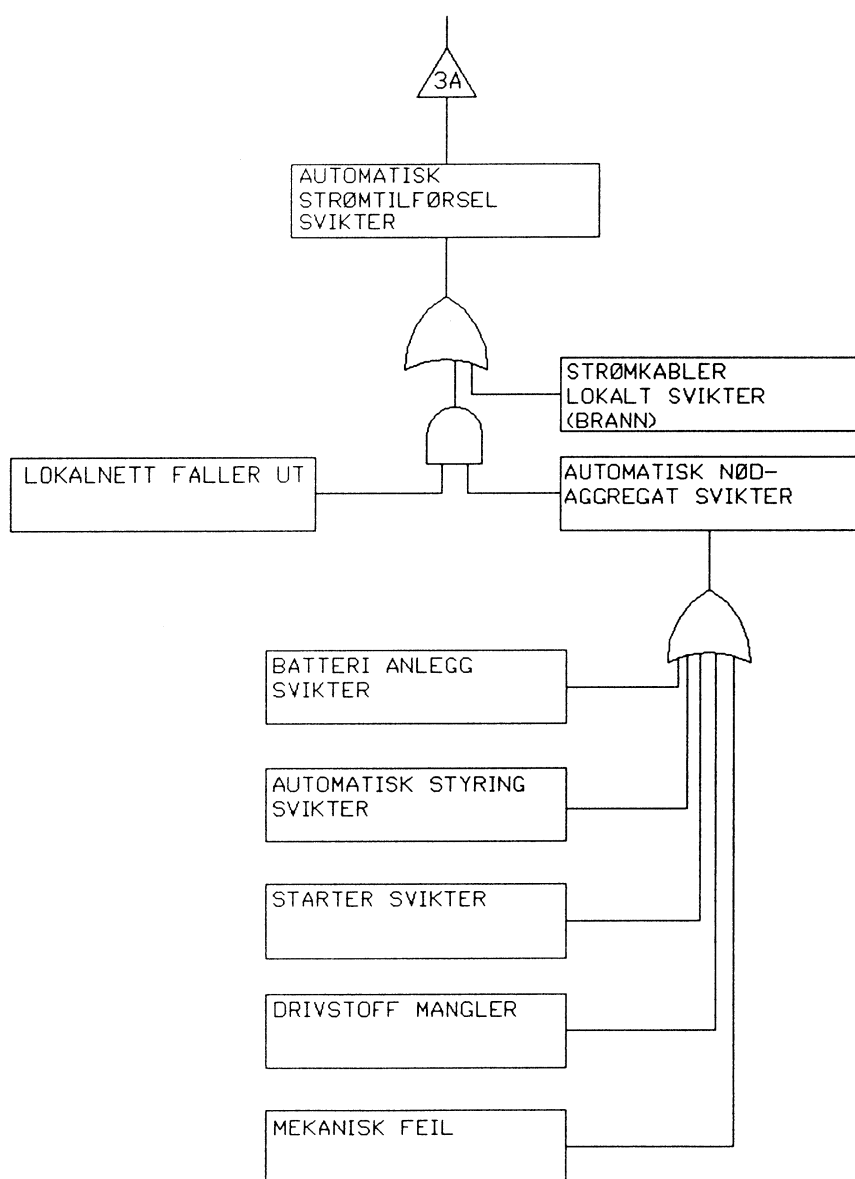 3A
AUTOMATISK
STRØMTILFØRSEL
SVIKTER
STRØMKABLER
LOKALT SVIKTER
(BRANN)
LOKALNETT FALLER UT
AUTOMATISK NØD-
AGGREGAT SVIKTER
BATTERI ANLEGG
SVIKTER
AUTOMATISK STYRING
SVIKTER
STARTER SVIKTER
DRIVSTOFF MANGLER
MEKANISK FEIL